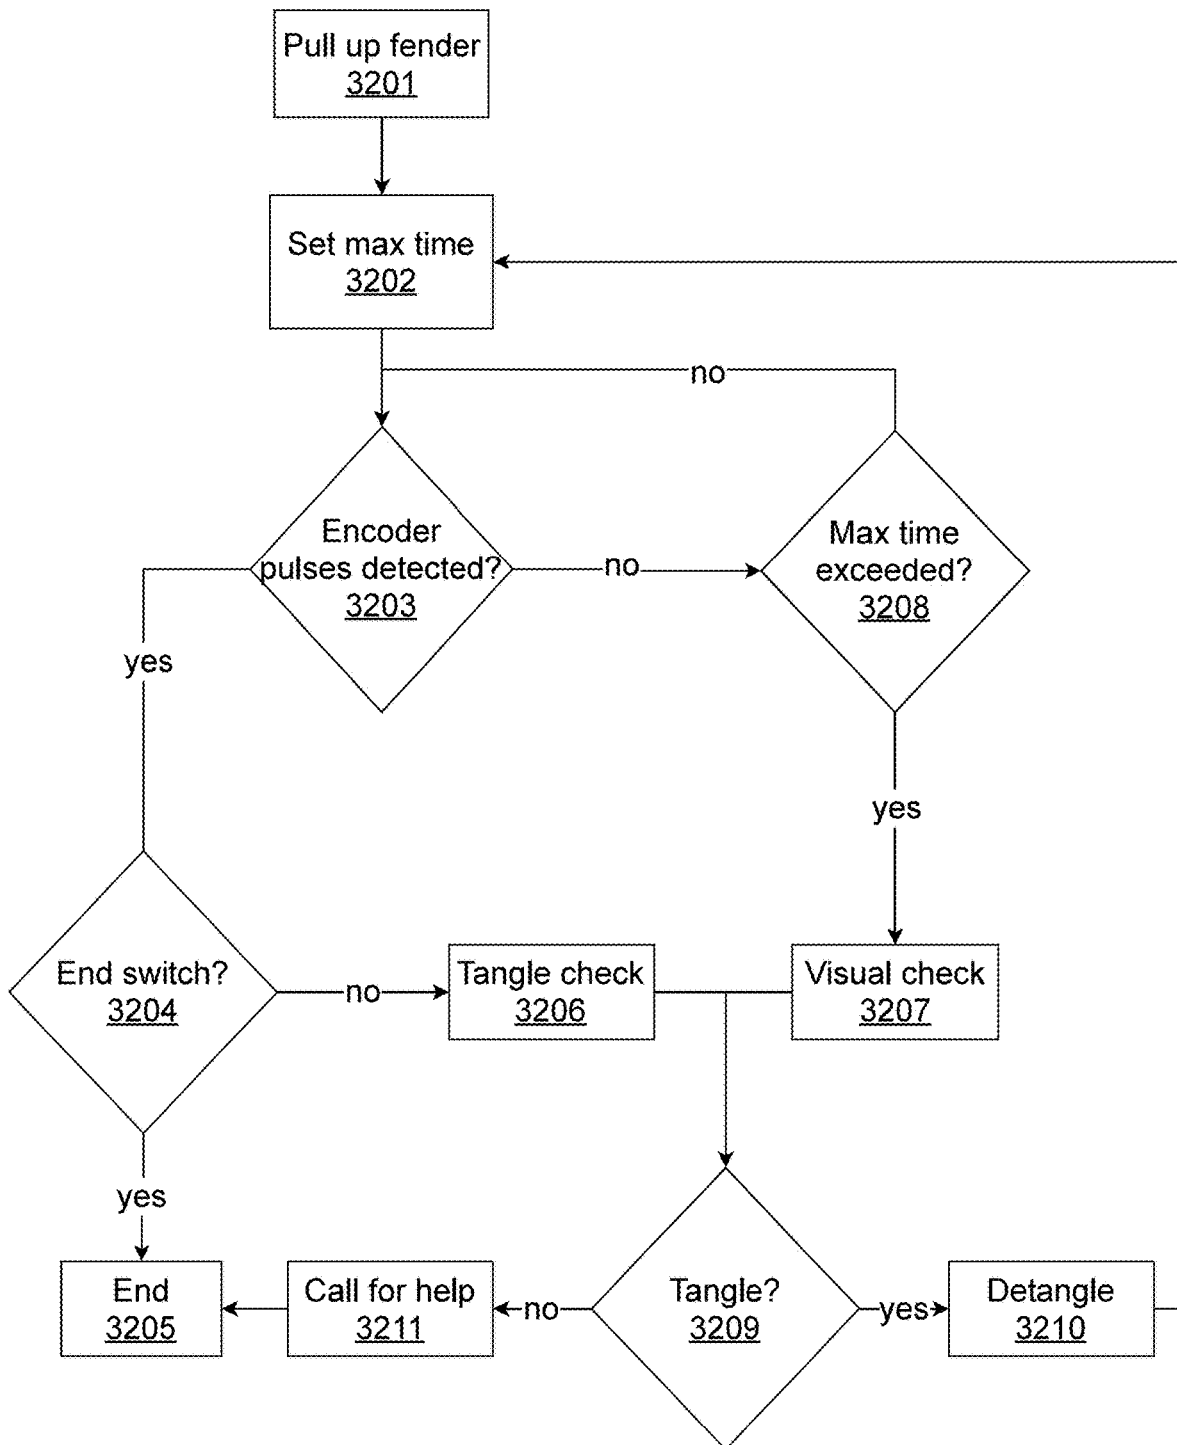 Pull up fender
3201
Set max time
3202
no
Encoder
pulses detected?
3203
no
Max time
exceeded?
3208
yes
yes
End switch?
3204
no
Tangle check
3206
Visual check
3207
yes
End
3205
Call for help
3211
no
Tangle?
3209
yes
Detangle
3210